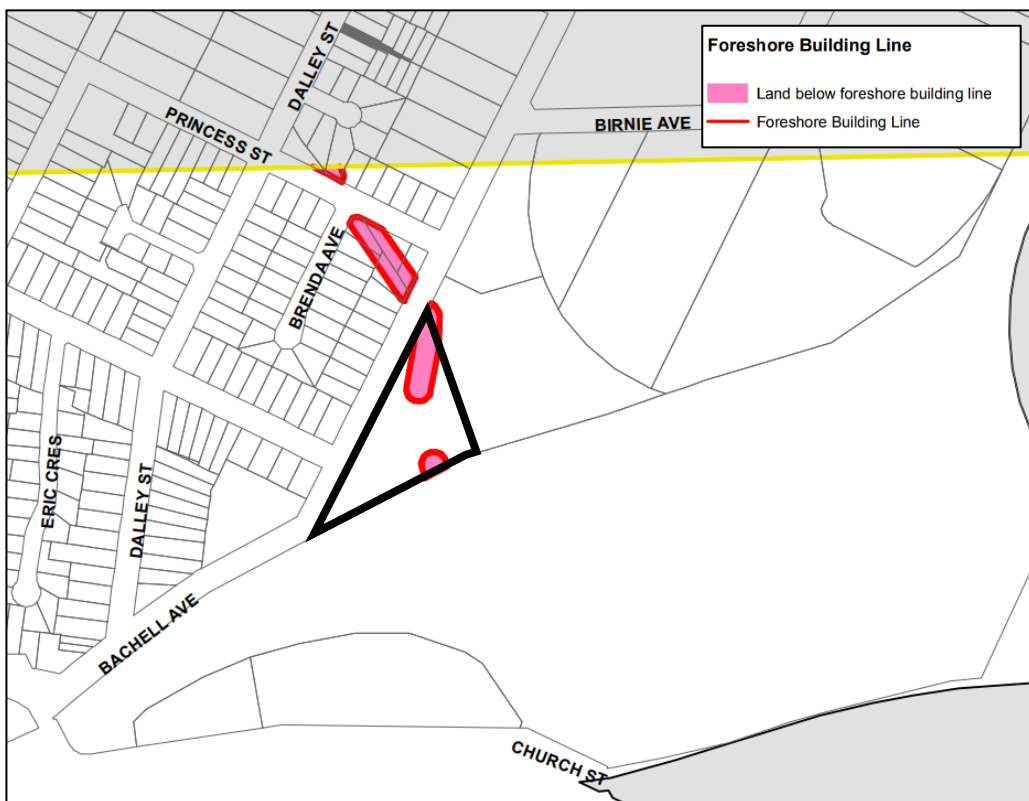 Foreshore Building Line
Land below foreshore building line
Foreshore Building Line
DALLEY ST
PRINCESS ST
BIRNIE AVE
BRENDA AVE
ERIC CRES
DALLEY ST
BACHELL AVE
CHURCH ST